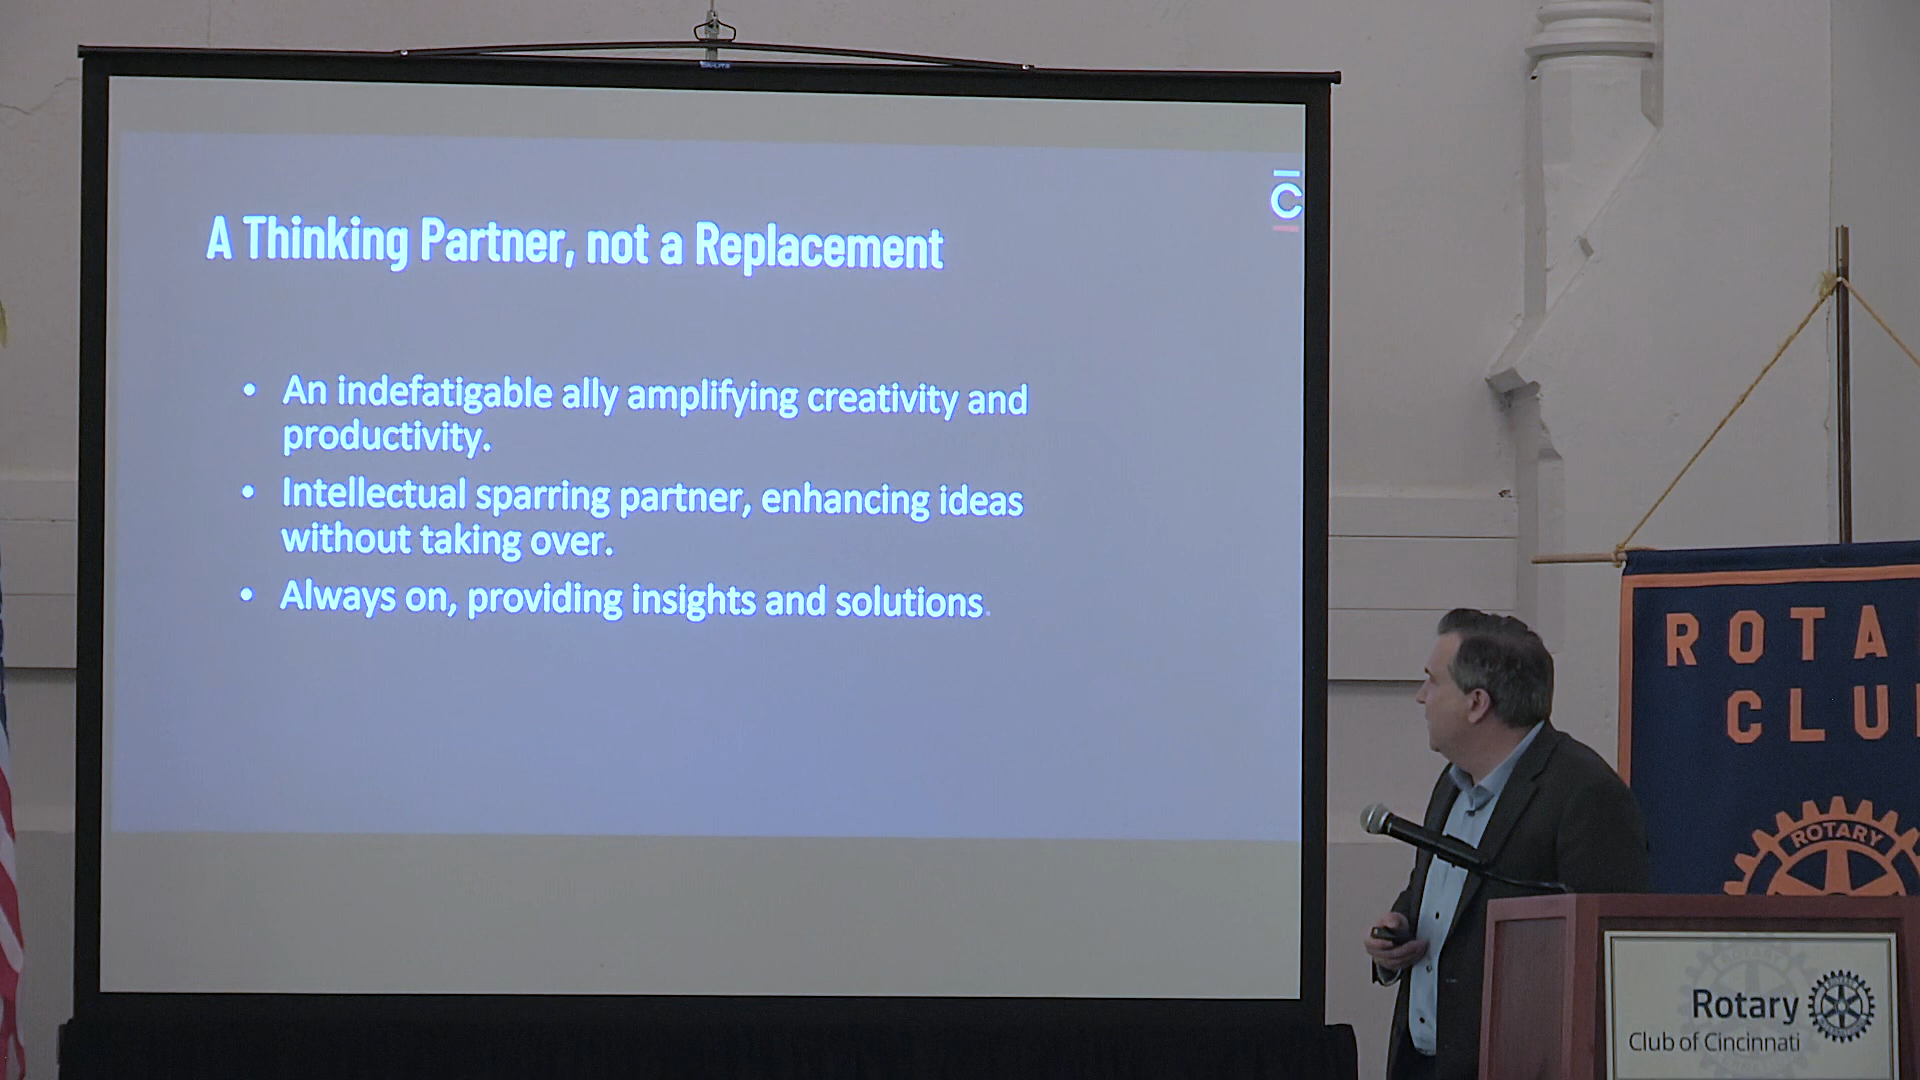 A Thinking Partner, not a Replacement
• An indefatigable ally amplifying creativity and
productivity.
• Intellectual sparring partner, enhancing ideas
without taking over.
• Always on, providing insights and solutions.
C
ROTA
CLU
ROTARY
Rotary
Club of Cincinnati